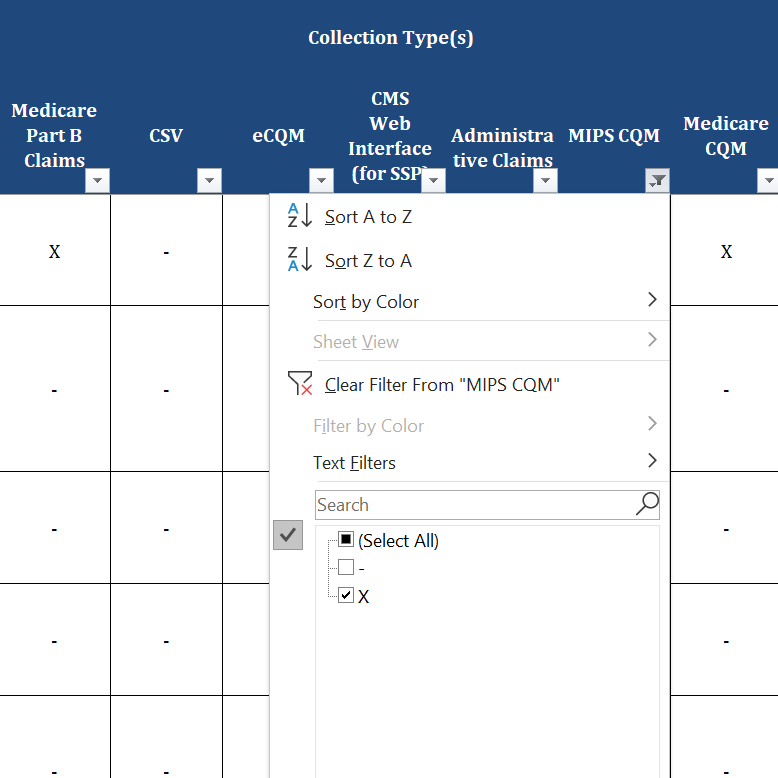 Collection Type(s)
Medicare
Part B
Claims
CSV
eCQM
CMS
Web
Interface
(for SSP)
Administra
tive Claims
MIPS CQM
Medicare
CQM
A
Z
Sort A to Z
Z
A
Sort Z to A
X
-
X
Sort by Color
Sheet View
Clear Filter From "MIPS CQM"
-
-
-
Filter by Color
Text Filters
Search
(Select All)
-
-
-
-
X
-
-
-
-
-
-